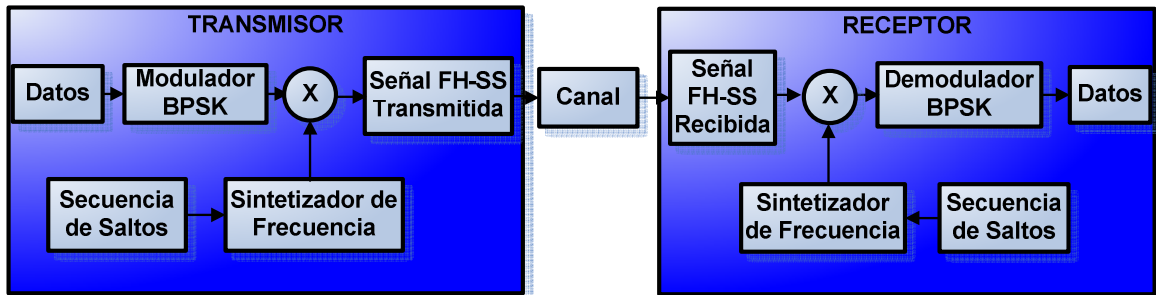 TRANSMISOR
Datos
Modulador
BPSK
X
Señal FH-SS
Transmitida
Secuencia
de Saltos
Sintetizador de
Frecuencia
Canal
RECEPTOR
Señal
FH-SS
Recibida
X
Demodulador
BPSK
Datos
Sintetizador
de Frecuencia
Secuencia
de Saltos